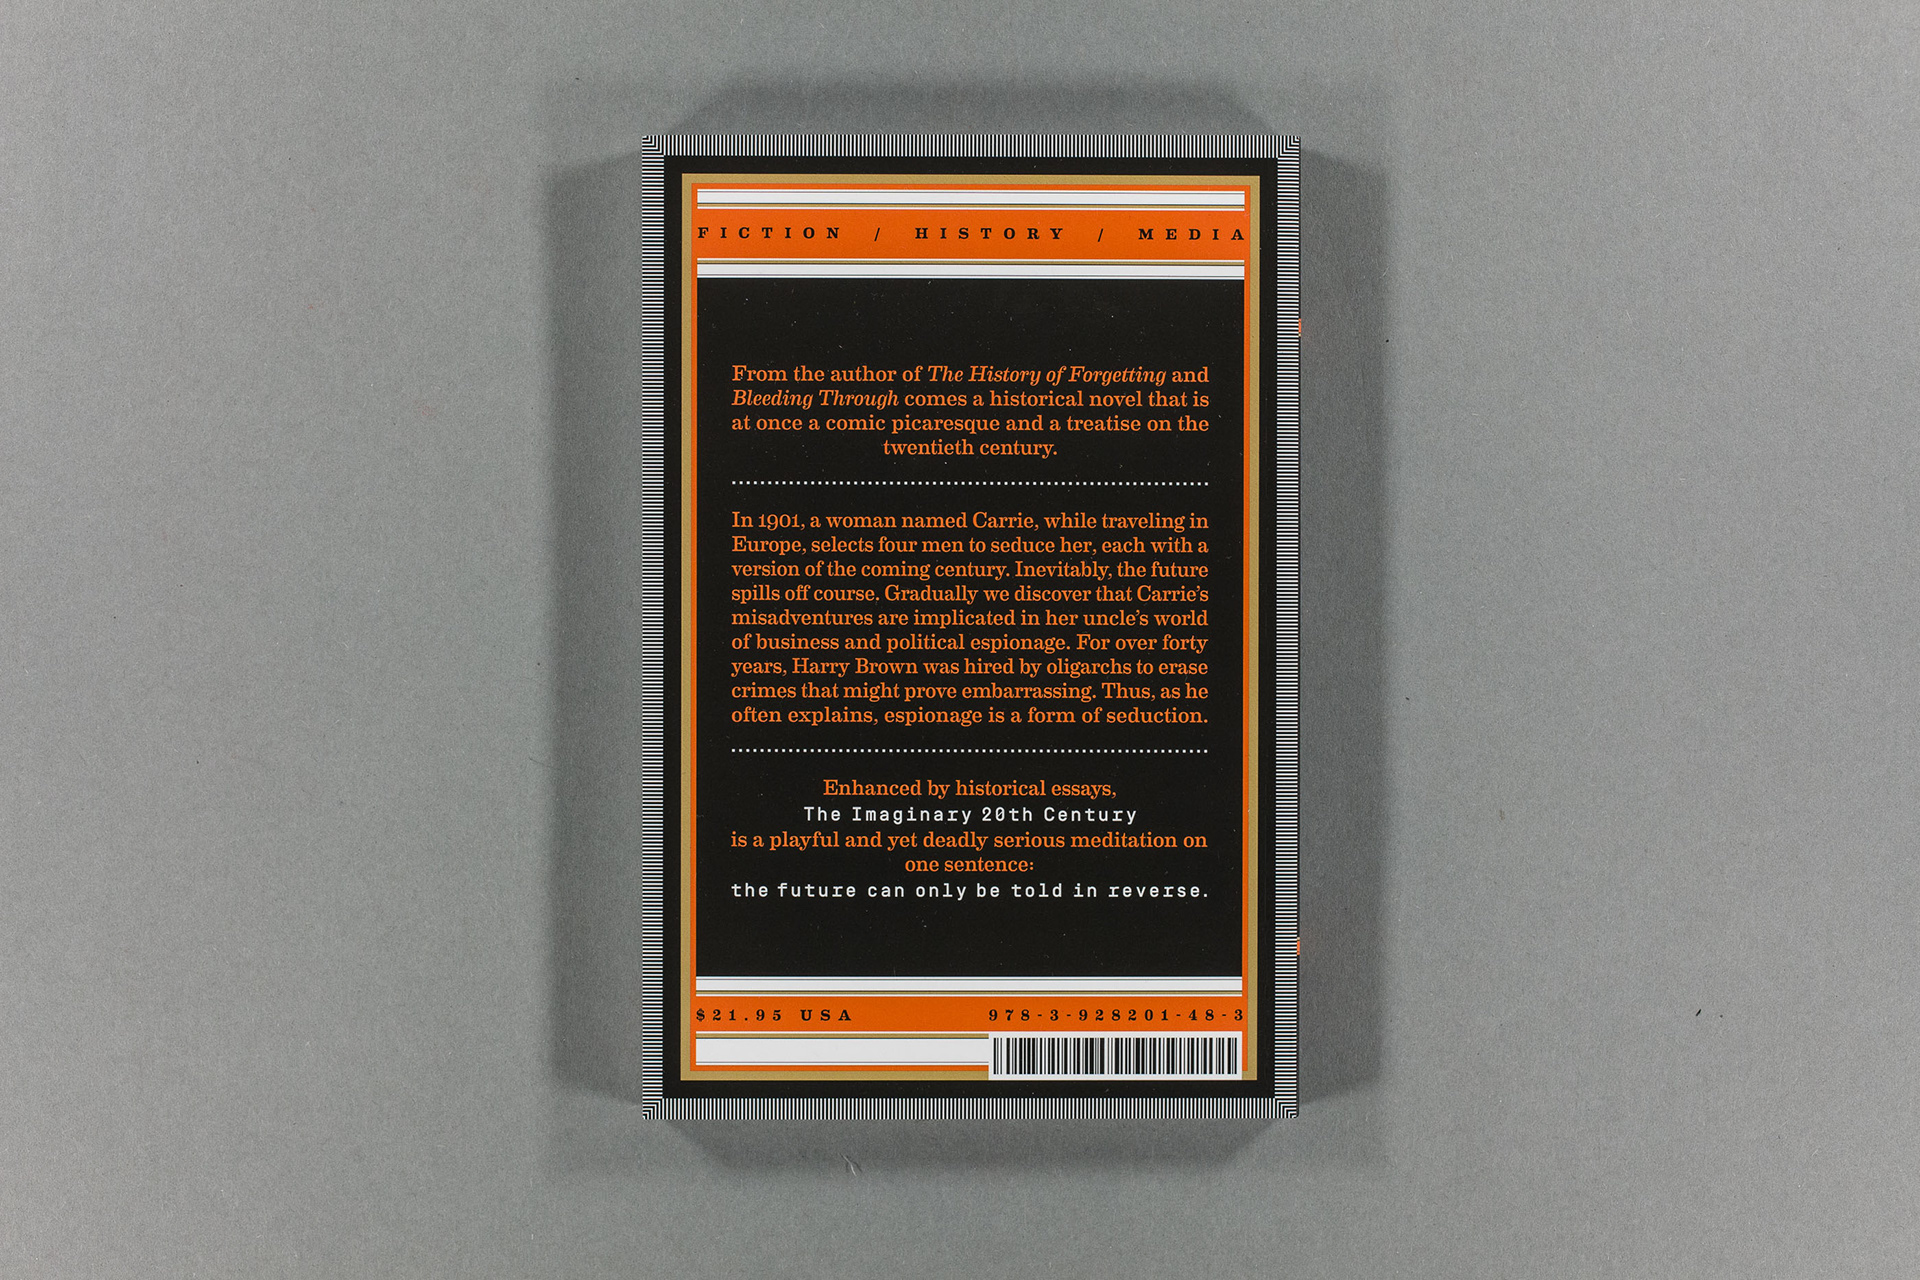 FICTION / HISTORY / MEDIA
From the author of The History of Forgetting and
Bleeding Through comes a historical novel that is
at once a comic picaresque and a treatise on the
twentieth century.
In 1901, a woman named Carrie, while traveling in
Europe, selects four men to seduce her, each with a
version of the coming century. Inevitably, the future
spills off course. Gradually we discover that Carrie’s
misadventures are implicated in her uncle’s world
of business and political espionage. For over forty
years, Harry Brown was hired by oligarchs to erase
crimes that might prove embarrassing. Thus, as he
often explains, espionage is a form of seduction.
Enhanced by historical essays,
The Imaginary 20th Century
is a playful and yet deadly serious meditation on
one sentence:
the future can only be told in reverse.
$21.95 USA 978-3-928201-48-3